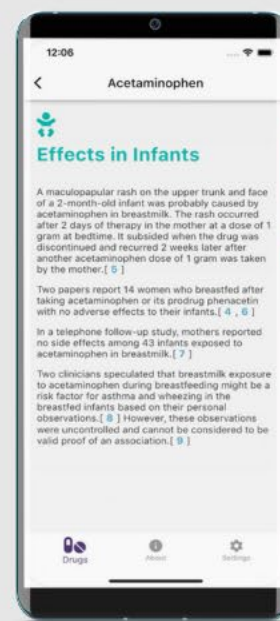 12:06
Acetaminophen
Effects in Infants
A maculopapular rash on the upper trunk and face
of a 2-month-old infant was probably caused by
acetaminophen in breastmilk. The rash occurred
after 2 days of therapy in the mother at a dose of 1
gram at bedtime. It subsided when the drug was
discontinued and recurred 2 weeks later after
another acetaminophen dose of 1 gram was taken
by the mother.[ 5 ]
Two papers report 14 women who breastfed after
taking acetaminophen or its prodrug phenacetin
with no adverse effects to their infants.[ 4 , 6 ]
In a telephone follow-up study, mothers reported
no side effects among 43 infants exposed to
acetaminophen in breastmilk.[ 7 ]
Two clinicians speculated that breastmilk exposure
to acetaminophen during breastfeeding might be a
risk factor for asthma and wheezing in the
breastfed infants based on their personal
observations.[ 8 ] However, these observations
were uncontrolled and cannot be considered to be
valid proof of an association.[ 9 ]
Drugs About Settings